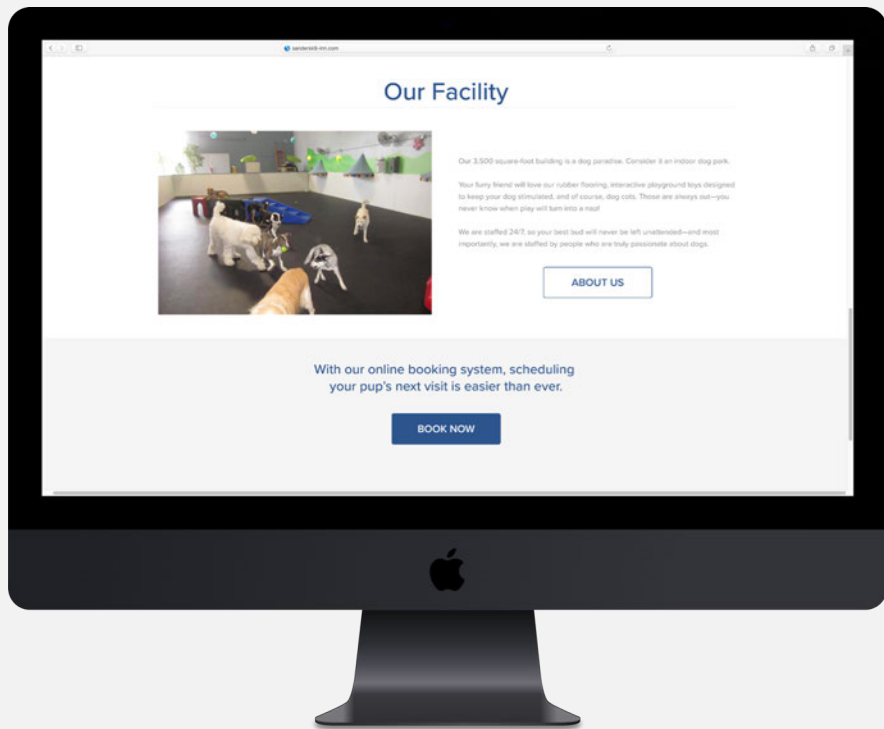 Our Facility
Our 3,500 square-foot building is a dog paradise. Consider it an indoor dog park.
Your furry friend will love our rubber flooring, interactive playground toys designed
to keep your dog stimulated, and of course, dog cots. Those are always out—you
never know when play will turn into a nap!
We are staffed 24/7, so your best bud will never be left unattended—and most
importantly, we are staffed by people who are truly passionate about dogs.
ABOUT US
With our online booking system, scheduling
your pup's next visit is easier than ever.
BOOK NOW